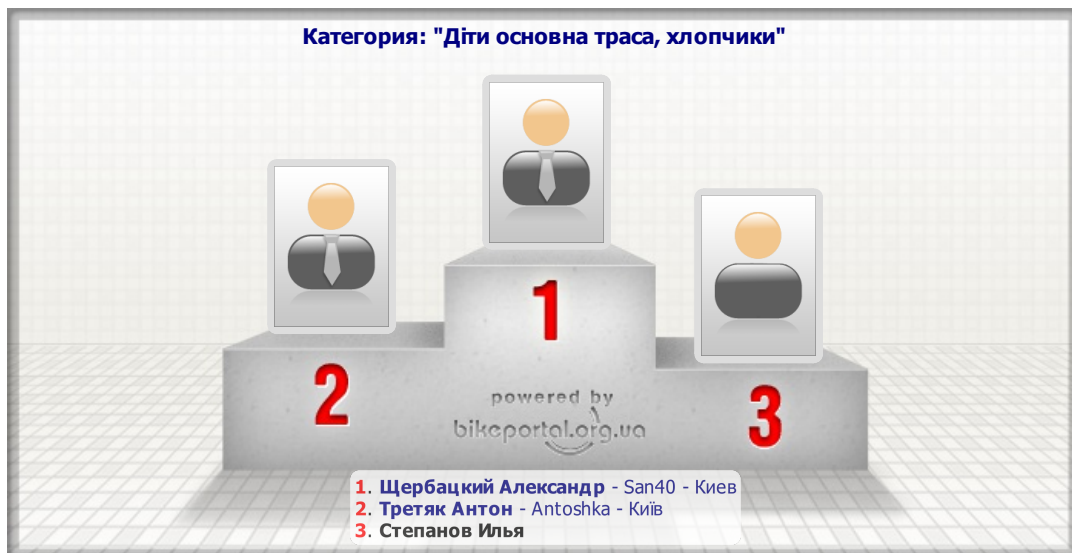 Категория: "Діти основна траса, хлопчики"
1
2
3
powered by
bikeportal.org.ua
1. Щербацкий Александр - San40 - Киев
2. Третяк Антон - Antoshka - Київ
3. Степанов Илья